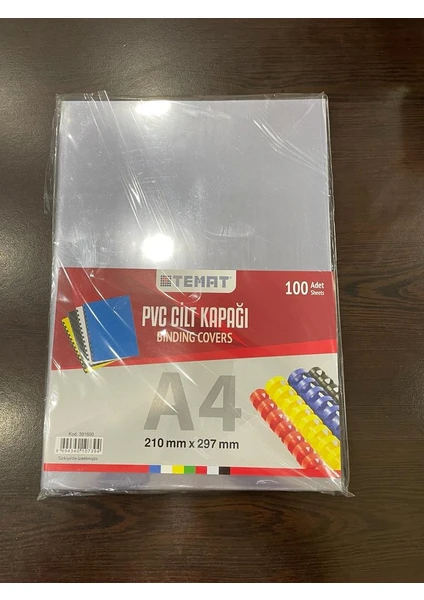 TEMAT
100 Adet
Sheets
PVC CİLT KAPAĞI
BINDING COVERS
A4
210 mm x 297 mm